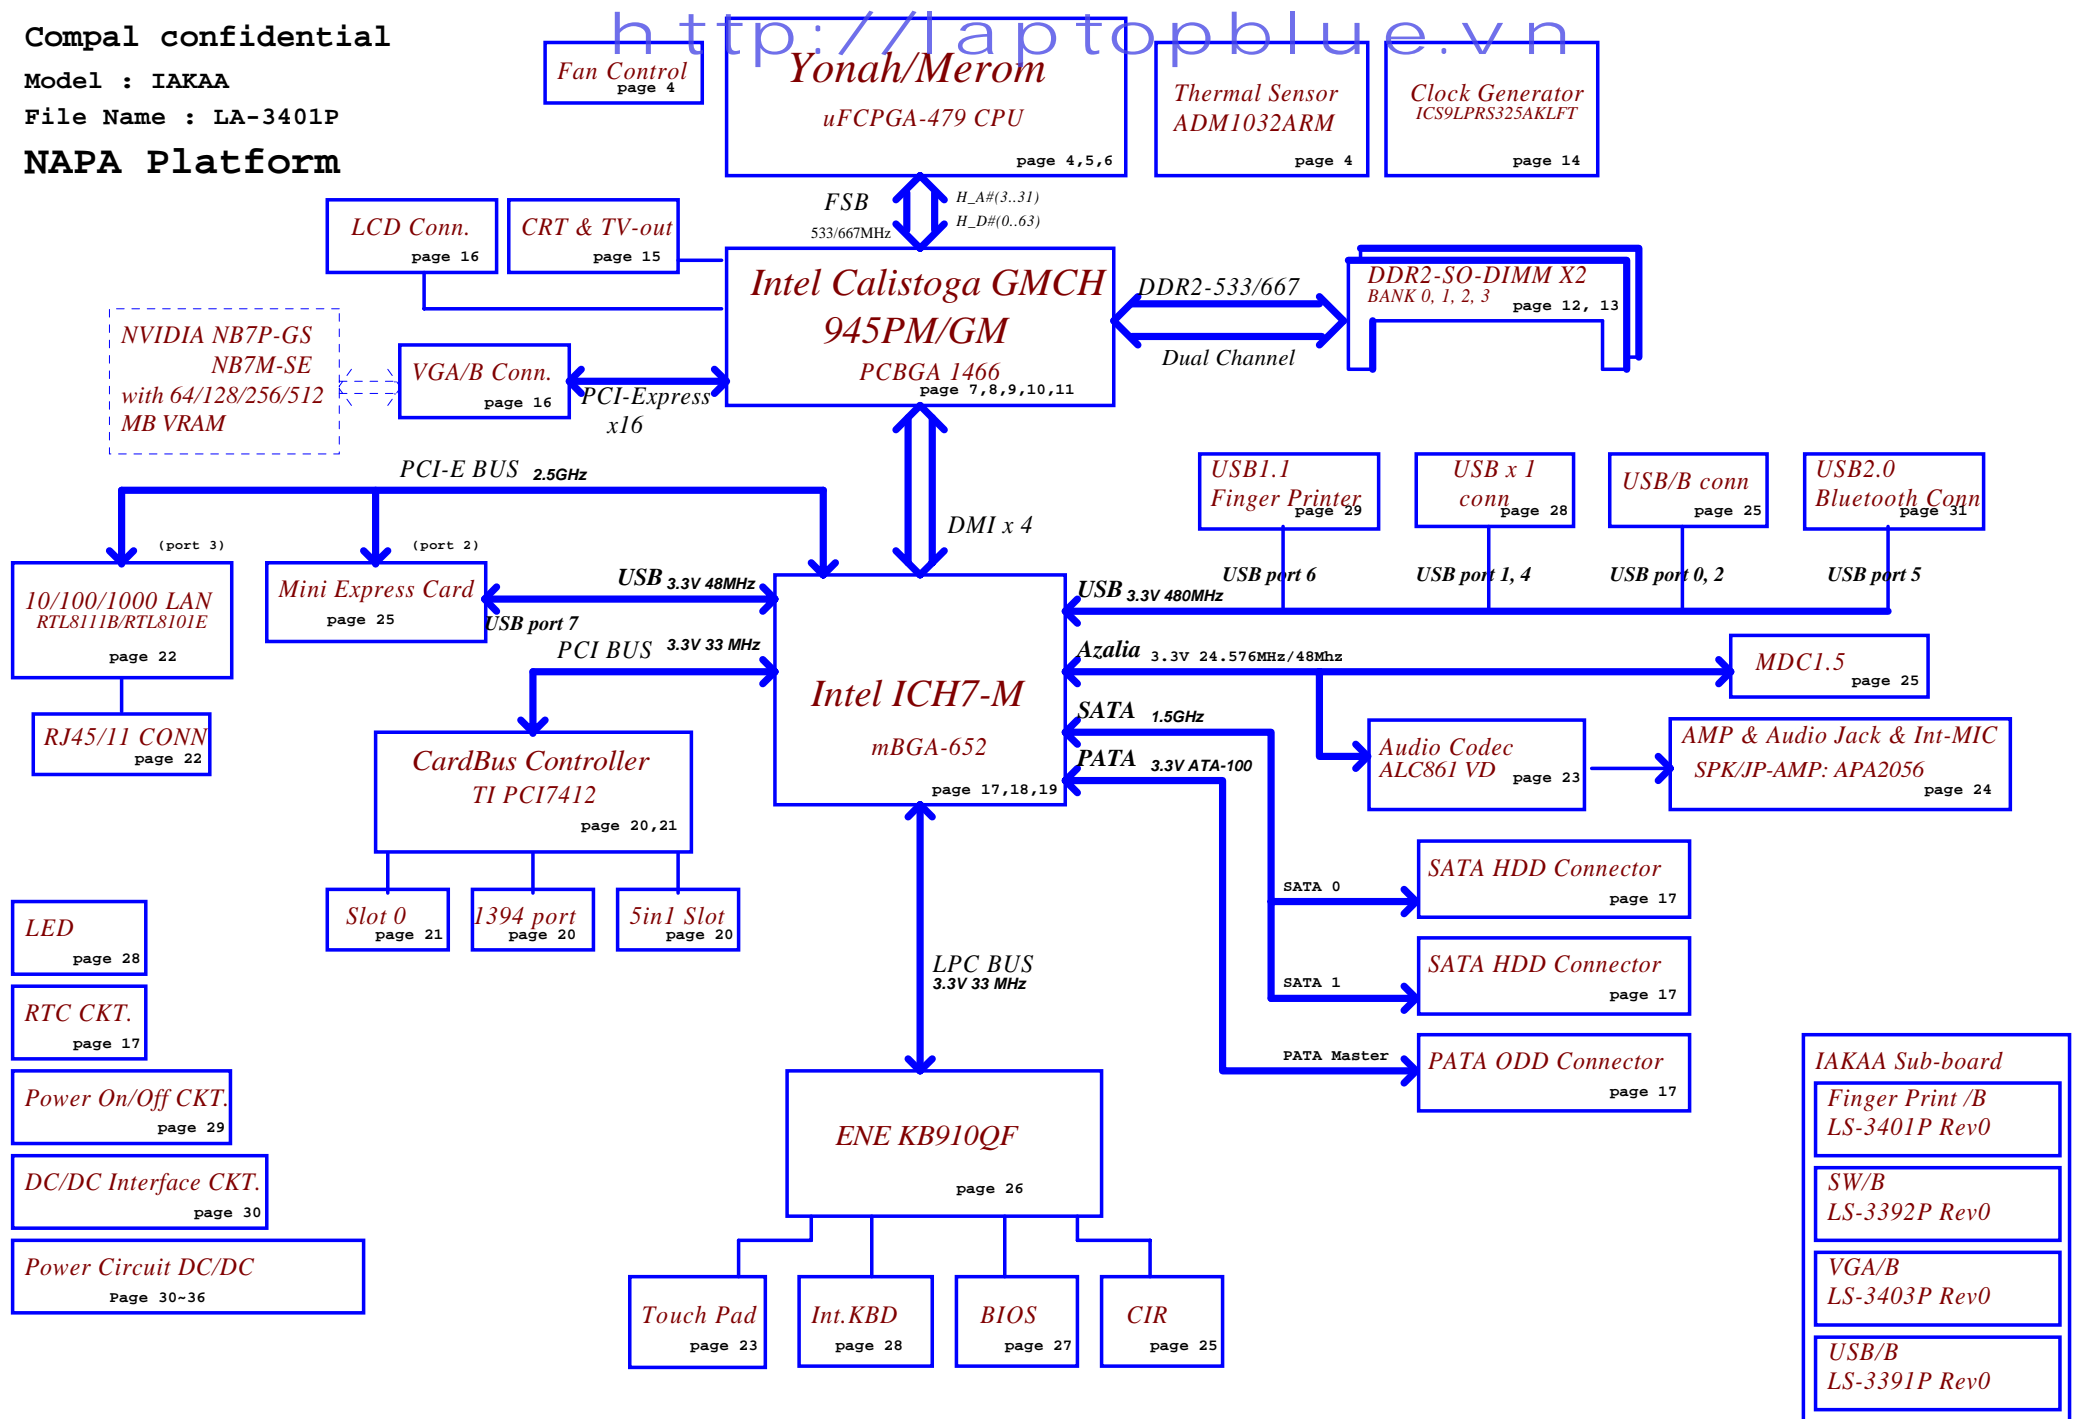 http://laptopblue.vn
Compal confidential
Model : IAKAA
File Name : LA-3401P
NAPA Platform
Fan Control
page 4
Yonah/Merom
uFCPGA-479 CPU
page 4,5,6
Thermal Sensor
ADM1032ARM
page 4
Clock Generator
ICS9LPRS325AKLFT
page 14
FSB
533/667MHz
H_A#(3..31)
H_D#(0..63)
LCD Conn.
page 16
CRT & TV-out
page 15
Intel Calistoga GMCH
945PM/GM
PCBGA 1466
page 7,8,9,10,11
DDR2-533/667
Dual Channel
DDR2-SO-DIMM X2
BANK 0, 1, 2, 3
page 12, 13
NVIDIA NB7P-GS
NB7M-SE
with 64/128/256/512
MB VRAM
VGA/B Conn.
page 16
PCI-Express
x16
PCI-E BUS 2.5GHz
DMI x 4
USB1.1
Finger Printer
page 29
USB x 1
conn
page 28
USB/B conn
page 25
USB2.0
Bluetooth Conn
page 31
(port 3)
(port 2)
10/100/1000 LAN
RTL8111B/RTL8101E
page 22
Mini Express Card
page 25
USB 3.3V 48MHz
USB port 7
USB port 6
USB port 1, 4
USB port 0, 2
USB port 5
USB 3.3V 480MHz
PCI BUS 3.3V 33 MHz
Azalia 3.3V 24.576MHz/48Mhz
MDC1.5
page 25
Intel ICH7-M
mBGA-652
page 17,18,19
SATA 1.5GHz
PATA 3.3V ATA-100
RJ45/11 CONN
page 22
CardBus Controller
TI PCI7412
page 20,21
Audio Codec
ALC861 VD
page 23
AMP & Audio Jack & Int-MIC
SPK/JP-AMP: APA2056
page 24
Slot 0
page 21
1394 port
page 20
5in1 Slot
page 20
SATA 0
SATA HDD Connector
page 17
SATA 1
SATA HDD Connector
page 17
PATA Master
PATA ODD Connector
page 17
LPC BUS
3.3V 33 MHz
LED
page 28
RTC CKT.
page 17
Power On/Off CKT.
page 29
DC/DC Interface CKT.
page 30
Power Circuit DC/DC
Page 30~36
ENE KB910QF
page 26
Touch Pad
page 23
Int.KBD
page 28
BIOS
page 27
CIR
page 25
IAKAA Sub-board
Finger Print /B
LS-3401P Rev0
SW/B
LS-3392P Rev0
VGA/B
LS-3403P Rev0
USB/B
LS-3391P Rev0